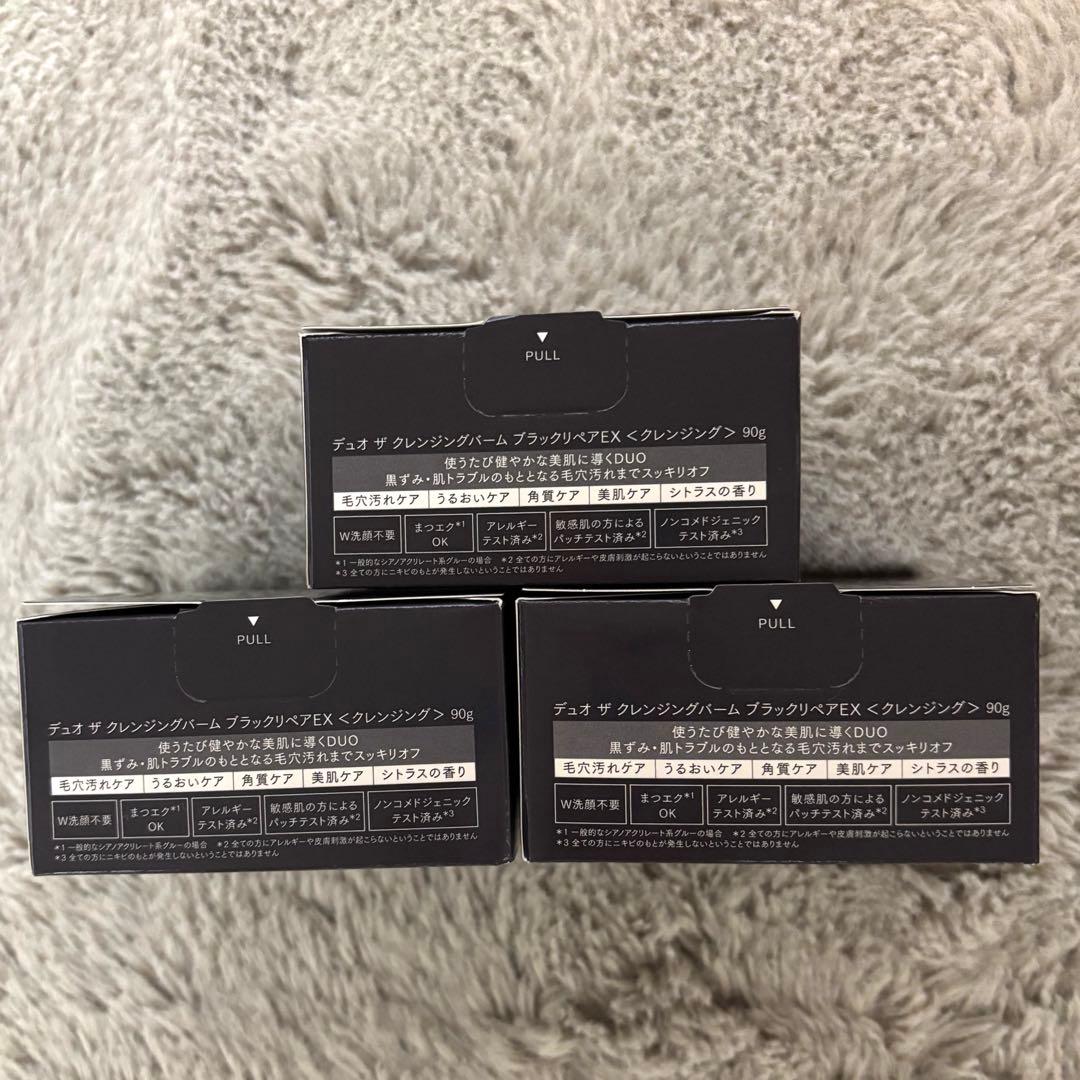 PULL
デュオ ザ クレンジングバーム ブラックリペアEX <クレンジング> 90g
使うたび健やかな美肌に導くDUO
黒ずみ・肌トラブルのもととなる毛穴汚れまでスッキリオフ
毛穴汚れケア うるおいケア 角質ケア 美肌ケア シトラスの香り
W洗顔不要 まつエク*1 OK アレルギーテスト済み*2 敏感肌の方によるパッチテスト済み*2 ノンコメドジェニックテスト済み*3
*1 一般的なシアノアクリレート系グルーの場合 *2 全ての方にアレルギーや皮膚刺激が起こらないということではありません
*3 全ての方にニキビのもとが発生しないということではありません
PULL
デュオ ザ クレンジングバーム ブラックリペアEX <クレンジング> 90g
使うたび健やかな美肌に導くDUO
黒ずみ・肌トラブルのもととなる毛穴汚れまでスッキリオフ
毛穴汚れケア うるおいケア 角質ケア 美肌ケア シトラスの香り
W洗顔不要 まつエク*1 OK アレルギーテスト済み*2 敏感肌の方によるパッチテスト済み*2 ノンコメドジェニックテスト済み*3
*1 一般的なシアノアクリレート系グルーの場合 *2 全ての方にアレルギーや皮膚刺激が起こらないということではありません
*3 全ての方にニキビのもとが発生しないということではありません
PULL
デュオ ザ クレンジングバーム ブラックリペアEX <クレンジング> 90g
使うたび健やかな美肌に導くDUO
黒ずみ・肌トラブルのもととなる毛穴汚れまでスッキリオフ
毛穴汚れケア うるおいケア 角質ケア 美肌ケア シトラスの香り
W洗顔不要 まつエク*1 OK アレルギーテスト済み*2 敏感肌の方によるパッチテスト済み*2 ノンコメドジェニックテスト済み*3
*1 一般的なシアノアクリレート系グルーの場合 *2 全ての方にアレルギーや皮膚刺激が起こらないということではありません
*3 全ての方にニキビのもとが発生しないということではありません